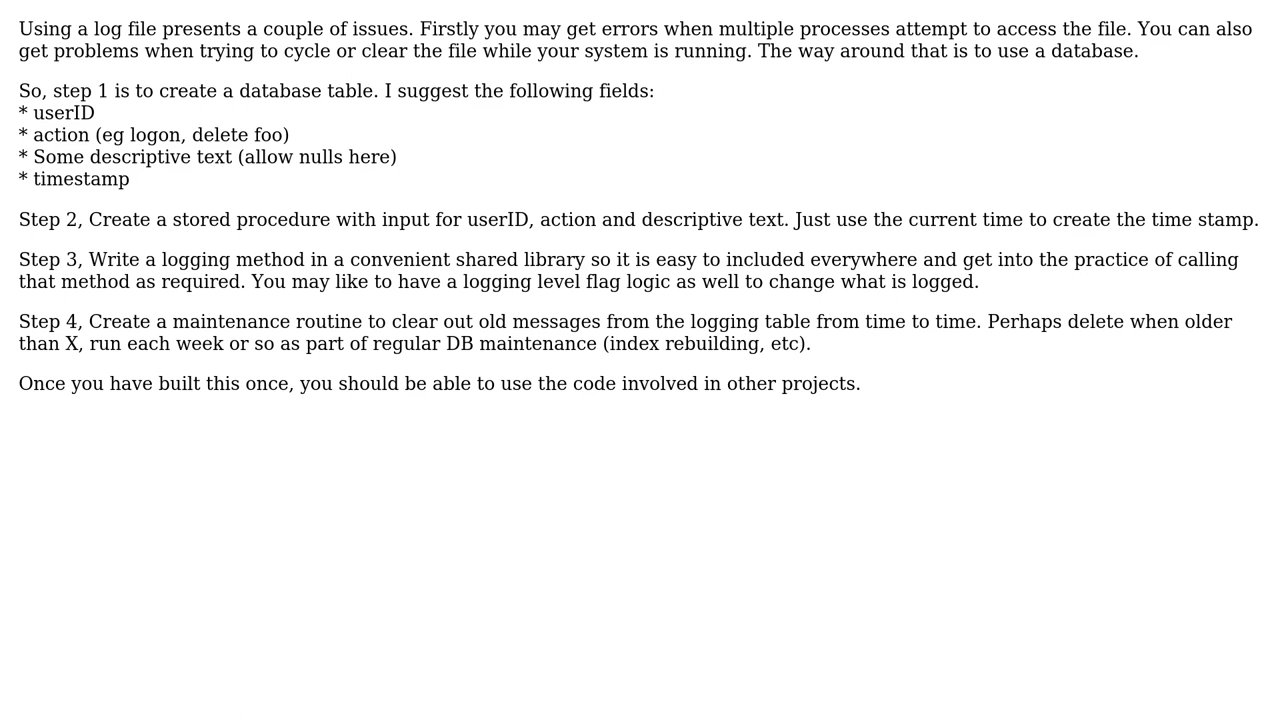 Using a log file presents a couple of issues. Firstly you may get errors when multiple processes attempt to access the file. You can also
get problems when trying to cycle or clear the file while your system is running. The way around that is to use a database.
So, step 1 is to create a database table. I suggest the following fields:
* userID
* action (eg logon, delete foo)
* Some descriptive text (allow nulls here)
* timestamp
Step 2, Create a stored procedure with input for userID, action and descriptive text. Just use the current time to create the time stamp.
Step 3, Write a logging method in a convenient shared library so it is easy to included everywhere and get into the practice of calling
that method as required. You may like to have a logging level flag logic as well to change what is logged.
Step 4, Create a maintenance routine to clear out old messages from the logging table from time to time. Perhaps delete when older
than X, run each week or so as part of regular DB maintenance (index rebuilding, etc).
Once you have built this once, you should be able to use the code involved in other projects.